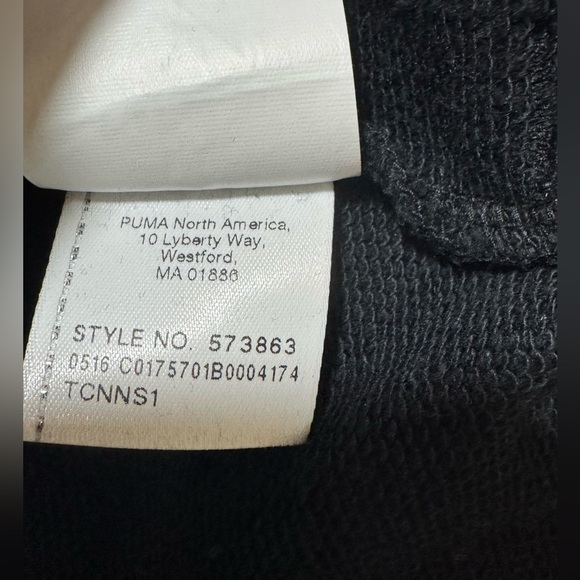 PUMA North America,
10 Lyberty Way,
Westford,
MA 01886
STYLE NO. 573863
0516 C0175701B0004174
TCNNS1